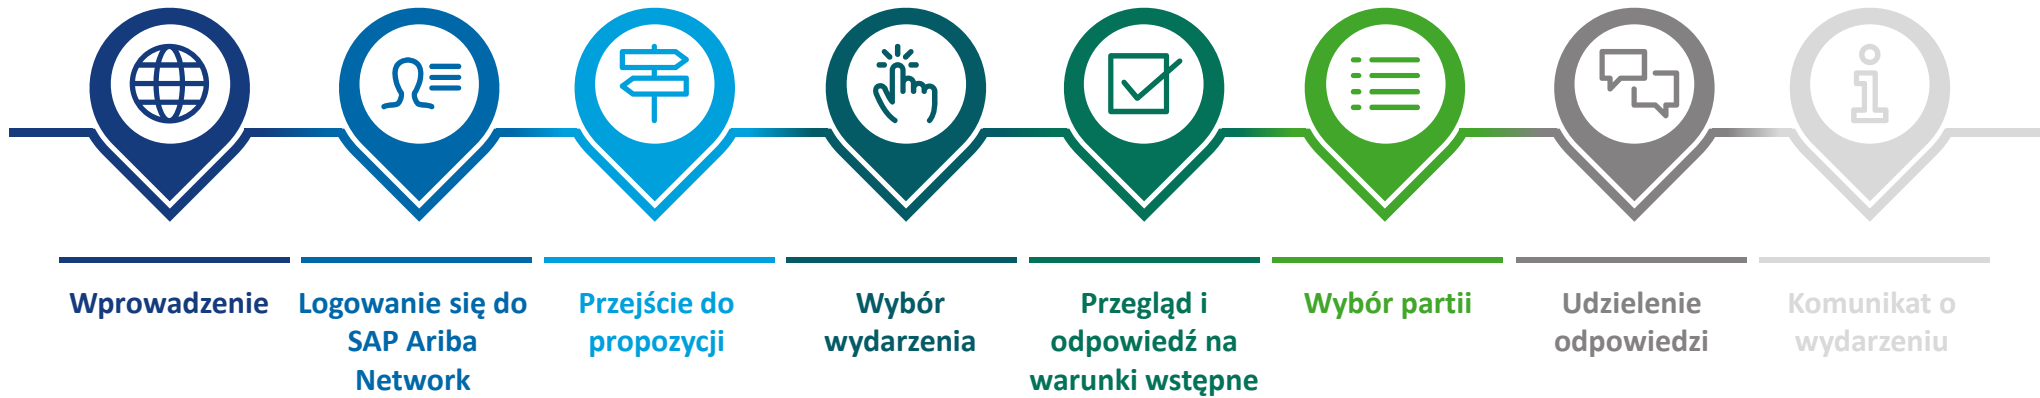 Wprowadzenie
Logowanie się do
SAP Ariba
Network
Przejście do
propozycji
Wybór
wydarzenia
Przegląd i
odpowiedź na
warunki wstępne
Wybór partii
Udzielenie
odpowiedzi
Komunikat o
wydarzeniu